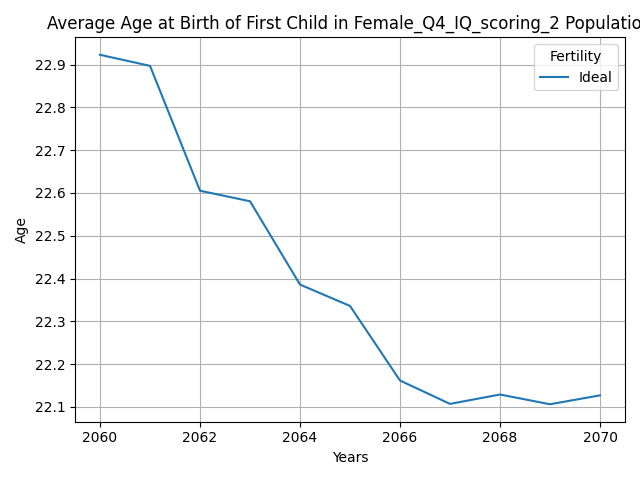 Average Age at Birth of First Child in Female_Q4_IQ_scoring_2 Populatio
Fertility
Ideal
22.9
22.8
22.7
22.6
22.5
22.4
22.3
22.2
22.1
Age
2060 2062 2064 2066 2068 2070
Years